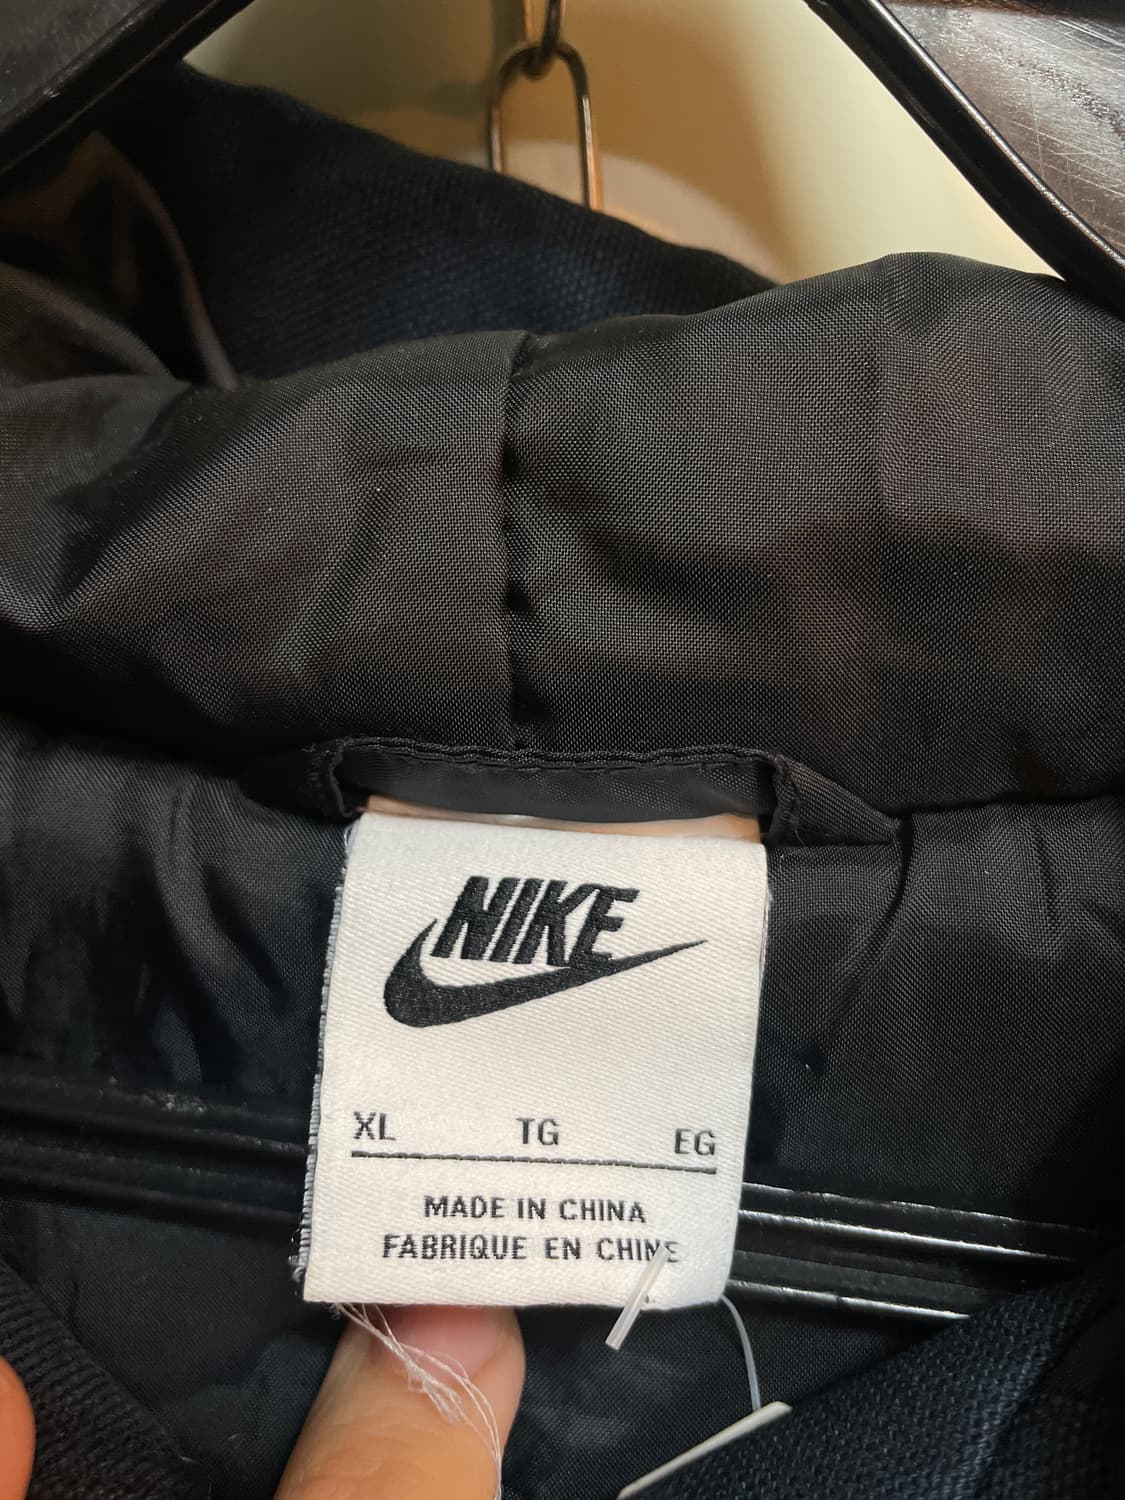 NIKE
XL TG EG
MADE IN CHINA
FABRIQUE EN CHINE